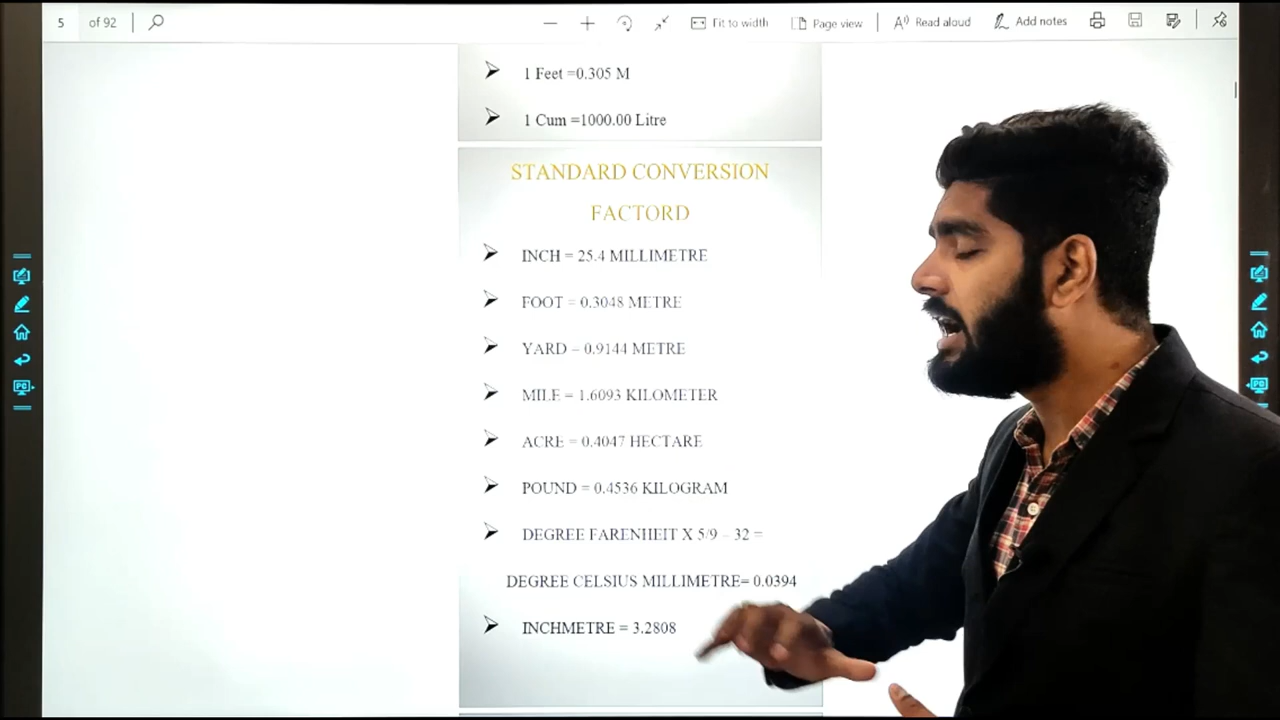 5 of 92 Fit to width Page view Read aloud Add notes
1 Feet =0.305 M
1 Cum =1000.00 Litre
STANDARD CONVERSION
FACTORD
INCH = 25.4 MILLIMETRE
FOOT = 0.3048 METRE
YARD = 0.9144 METRE
MILE = 1.6093 KILOMETER
ACRE = 0.4047 HECTARE
POUND = 0.4536 KILOGRAM
DEGREE FARENHEIT X 5/9 – 32 =
DEGREE CELSIUS MILLIMETRE= 0.0394
INCHMETRE = 3.2808
PC
PC